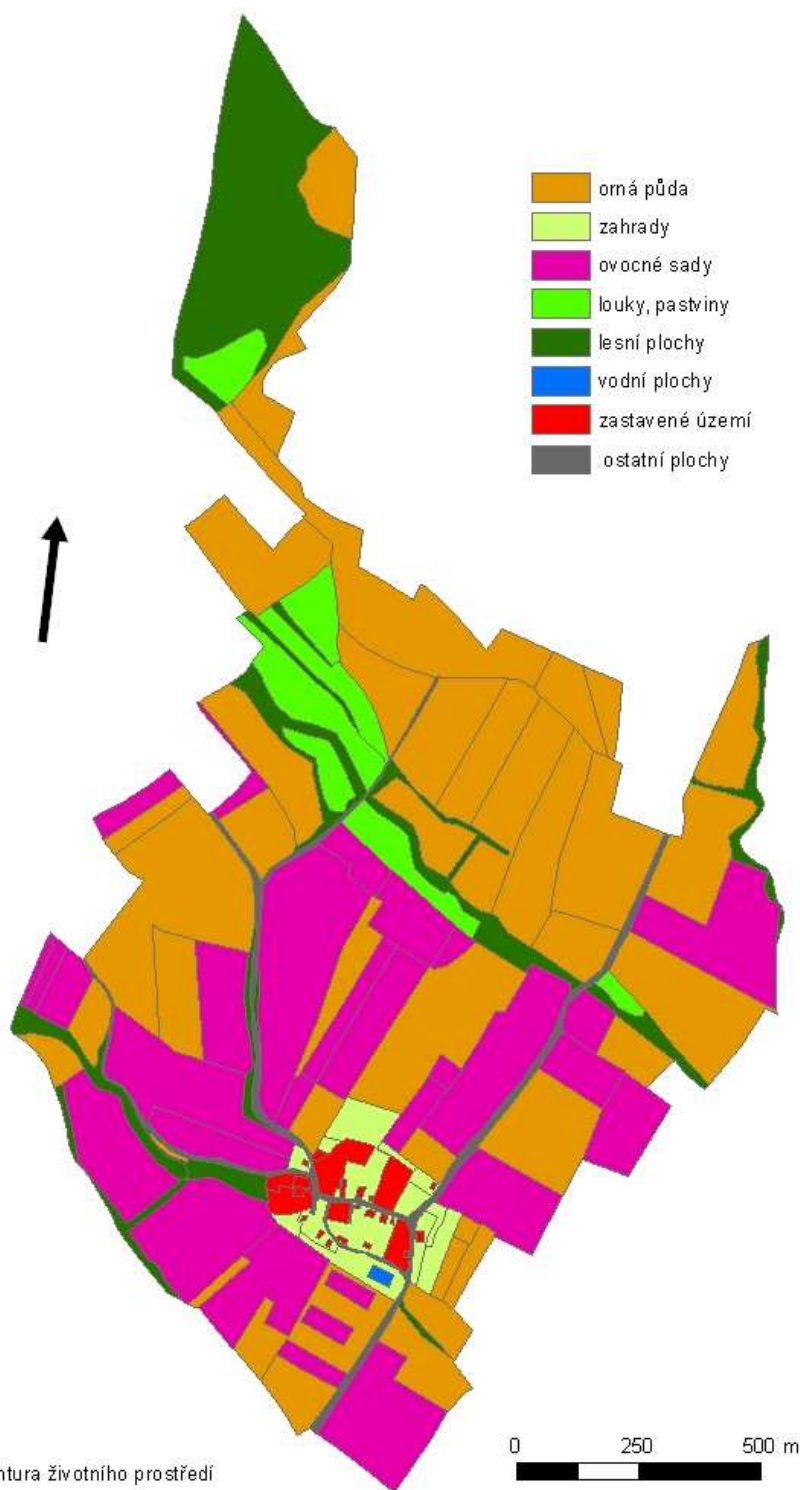 orná půda
zahrady
ovocné sady
louky, pastviny
lesní plochy
vodní plochy
zastavené území
ostatní plochy
0 250 500 m
ntura životního prostředí